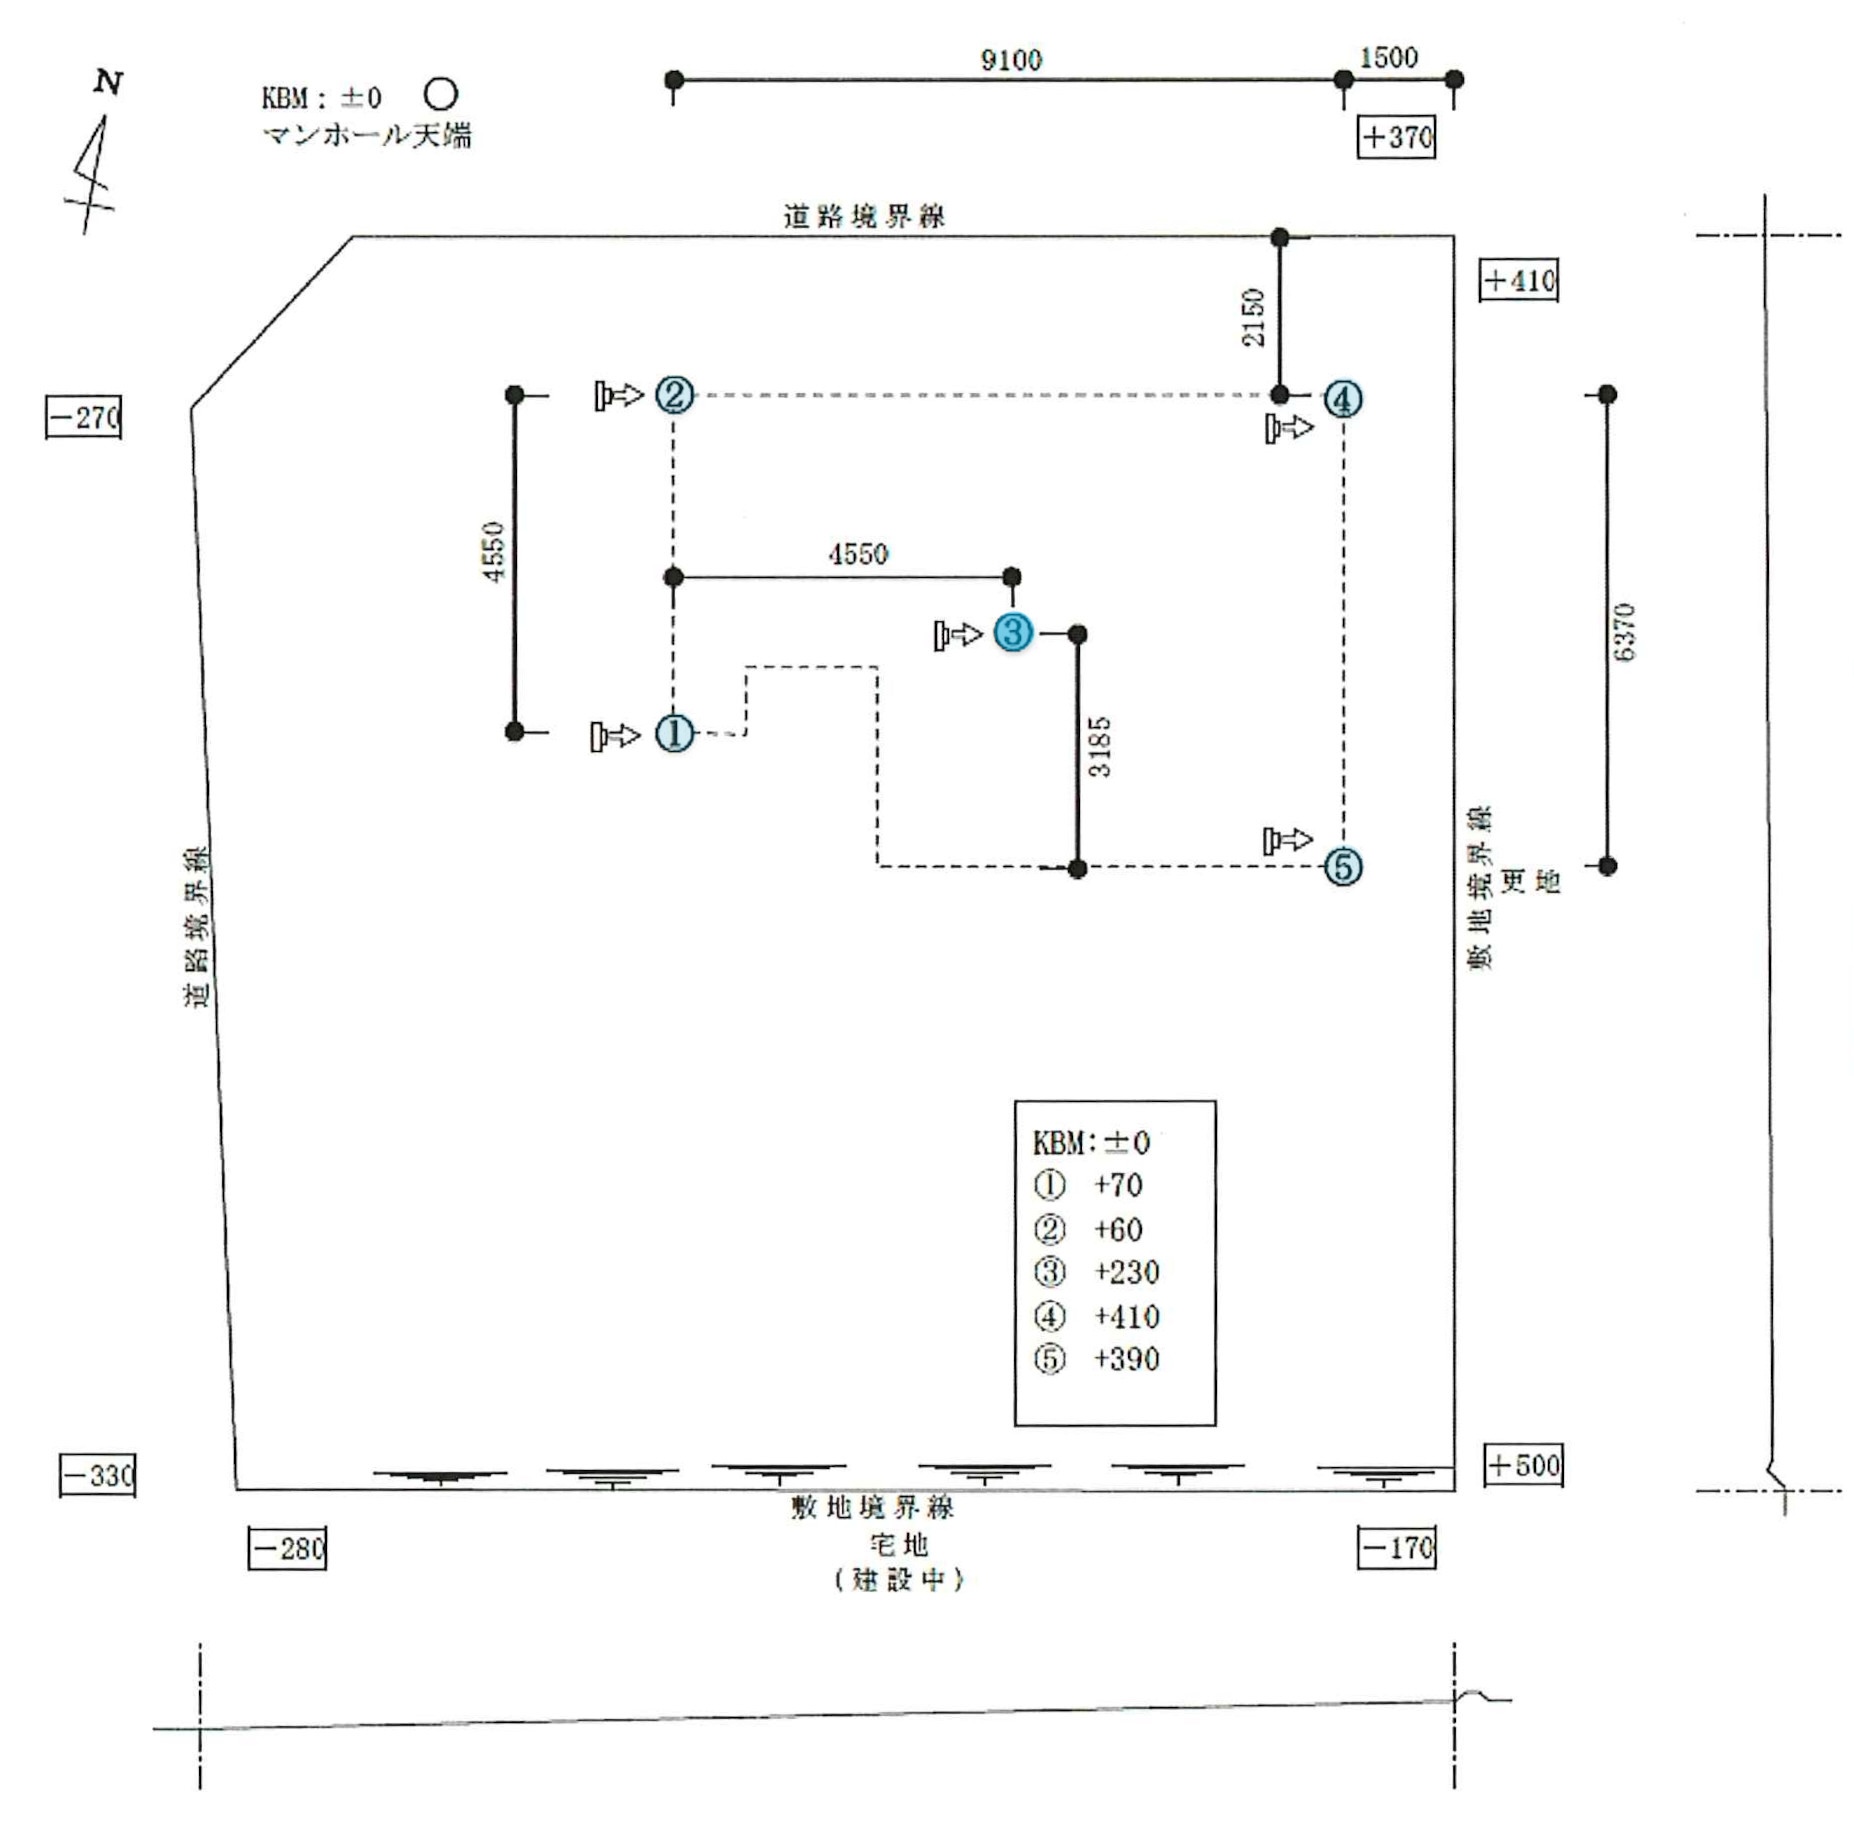 9100
1500
N
KBM：±0
マンホール天端
+370
道路境界線
+410
2150
-270
②
④
4550
4550
6370
③
①
3185
⑤
道路境界線
敷地境界線
更地
KBM：±0
① +70
② +60
③ +230
④ +410
⑤ +390
-330
+500
敷地境界線
宅地
(建設中)
-280
-170